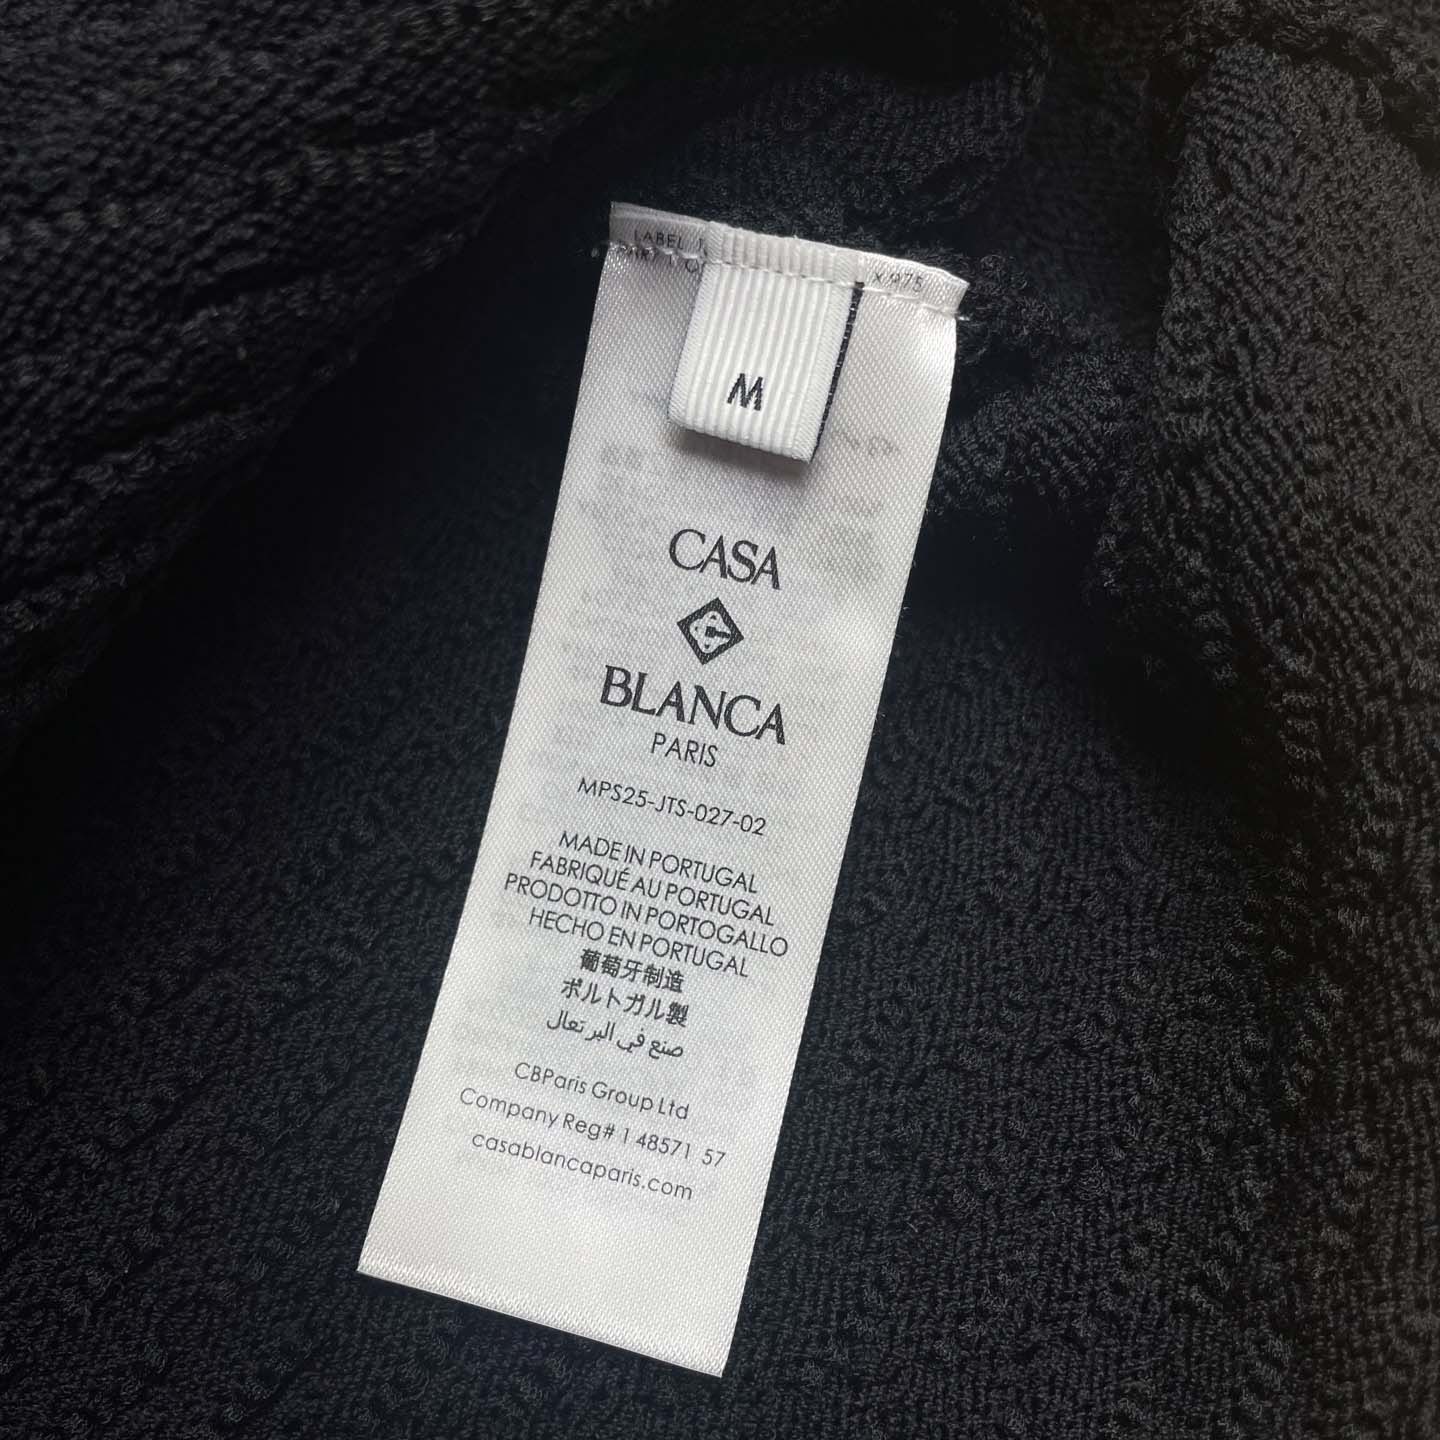 LABEL
x 975
M
CASA
BLANCA
PARIS
MPS25-JTS-027-02
MADE IN PORTUGAL
FABRIQUÉ AU PORTUGAL
PRODOTTO IN PORTOGALLO
HECHO EN PORTUGAL
葡萄牙制造
ポルトガル製
صنع في البرتغال
CBParis Group Ltd
Company Reg# 1 48571 57
casablancaparis.com